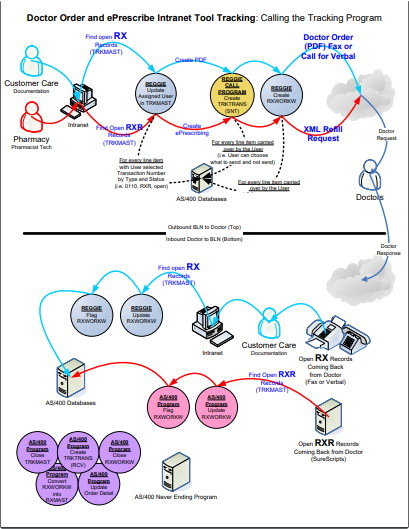 Doctor Order and ePrescribe Intranet Tool Tracking: Calling the Tracking Program
Find open RX
Records
(TRKMAST)
Create PDF
Doctor Order
(PDF) Fax or
Call for Verbal
Customer Care
Documentation
REGGIE
Update
Assigned User
in TRKMAST
REGGIE
CALL
PROGRAM
Create
TRKTRANS
(SNT)
REGGIE
Create
RXWORKW
Pharmacy
Pharmacist Tech
Intranet
Find Open RXR
Records
(TRKMAST)
Create
ePrescribing
XML Refill
Request
Doctor
Request
For every line item
with User selected
Transaction Number
by Type and Status
(i.e. 0110, RXR, open)
For every line item carried
over by the User
(i.e. User can choose
what to send and not send)
For every line item carried
over by the User
AS/400 Databases
Doctors
Outbound BLN to Doctor (Top)
Inbound Doctor to BLN (Bottom)
Doctor
Response
Find open RX
Records
(TRKMAST)
REGGIE
Flag
RXWORKW
REGGIE
Update
RXWORKW
Intranet
Customer Care
Documentation
Open RX Records
Coming Back
from Doctor
(Fax or Verbal)
AS/400 Databases
Find Open RXR
Records
(TRKMAST)
AS/400
Program
Flag
RXWORKW
AS/400
Program
Update
RXWORKW
Open RXR Records
Coming Back from Doctor
(SureScripts)
AS/400
Program
Close
TRKMAST
AS/400
Program
Create
TRKTRANS
(RCV)
AS/400
Program
Close
RXWORKW
AS/400
Program
Convert
RXWORKW
into
RXMAST
AS/400
Program
Update
Order Detail
AS/400 Never Ending Program